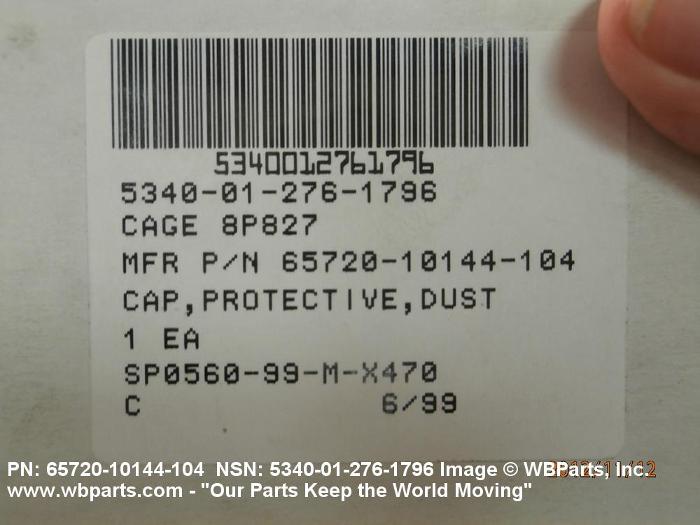 5340012761796
5340-01-276-1796
CAGE 8P827
MFR P/N 65720-10144-104
CAP,PROTECTIVE,DUST
1 EA
SP0560-99-M-X470
C 6/99
PN: 65720-10144-104 NSN: 5340-01-276-1796 Image © WBParts, Inc.
www.wbparts.com - "Our Parts Keep the World Moving"